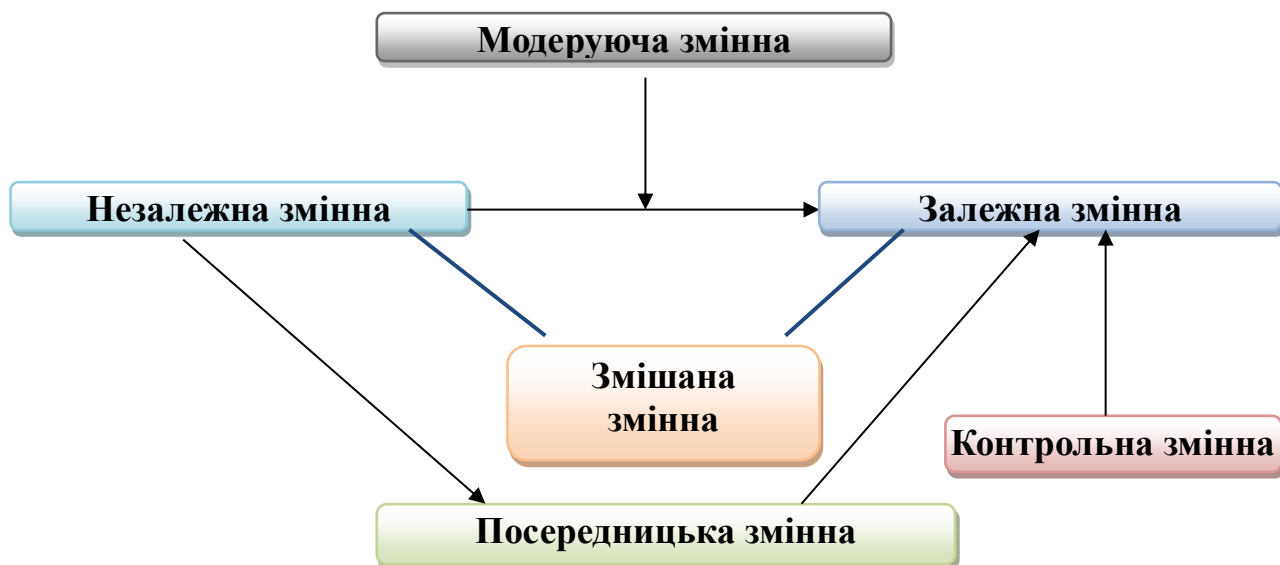 Модеруюча змінна
Незалежна змінна
Залежна змінна
Змішана
змінна
Контрольна змінна
Посередницька змінна